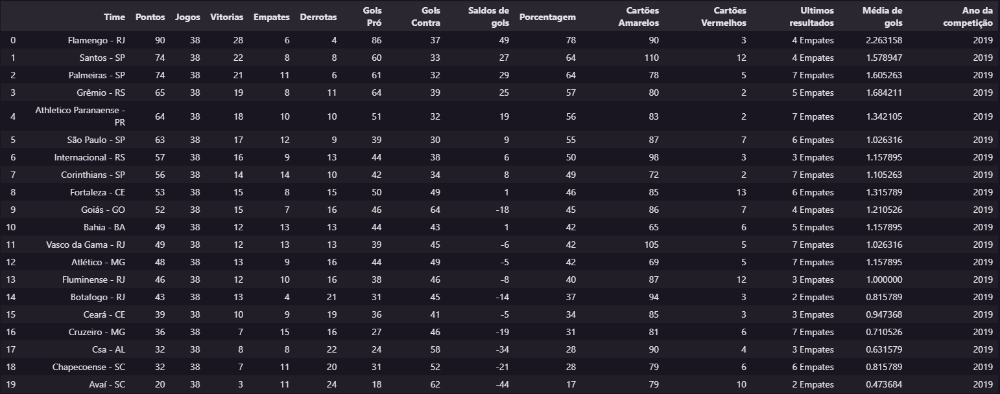 Time Pontos Jogos Vitorias Empates Derrotas Gols Pró Gols Contra Saldos de gols Porcentagem Cartões Amarelos Cartões Vermelhos Ultimos resultados Média de gols Ano da competição
0 Flamengo - RJ 90 38 28 6 4 86 37 49 78 90 3 4 Empates 2.263158 2019
1 Santos - SP 74 38 22 8 8 60 33 27 64 110 12 4 Empates 1.578947 2019
2 Palmeiras - SP 74 38 21 11 6 61 32 29 64 78 5 7 Empates 1.605263 2019
3 Grêmio - RS 65 38 19 8 11 64 39 25 57 80 2 5 Empates 1.684211 2019
4 Athletico Paranaense - PR 64 38 18 10 10 51 32 19 56 83 2 7 Empates 1.342105 2019
5 São Paulo - SP 63 38 17 12 9 39 30 9 55 87 7 6 Empates 1.026316 2019
6 Internacional - RS 57 38 16 9 13 44 38 6 50 98 3 3 Empates 1.157895 2019
7 Corinthians - SP 56 38 14 14 10 42 34 8 49 72 2 7 Empates 1.105263 2019
8 Fortaleza - CE 53 38 15 8 15 50 49 1 46 85 13 6 Empates 1.315789 2019
9 Goiás - GO 52 38 15 7 16 46 64 -18 45 86 7 4 Empates 1.210526 2019
10 Bahia - BA 49 38 12 13 13 44 43 1 42 65 6 5 Empates 1.157895 2019
11 Vasco da Gama - RJ 49 38 12 13 13 39 45 -6 42 105 5 7 Empates 1.026316 2019
12 Atlético - MG 48 38 13 9 16 44 49 -5 42 69 5 7 Empates 1.157895 2019
13 Fluminense - RJ 46 38 12 10 16 38 46 -8 40 87 12 3 Empates 1.000000 2019
14 Botafogo - RJ 43 38 13 4 21 31 45 -14 37 94 3 2 Empates 0.815789 2019
15 Ceará - CE 39 38 10 9 19 36 41 -5 34 85 3 3 Empates 0.947368 2019
16 Cruzeiro - MG 36 38 7 15 16 27 46 -19 31 81 6 7 Empates 0.710526 2019
17 Csa - AL 32 38 8 8 22 24 58 -34 28 90 4 3 Empates 0.631579 2019
18 Chapecoense - SC 32 38 7 11 20 31 52 -21 28 79 6 6 Empates 0.815789 2019
19 Avaí - SC 20 38 3 11 24 18 62 -44 17 79 10 2 Empates 0.473684 2019